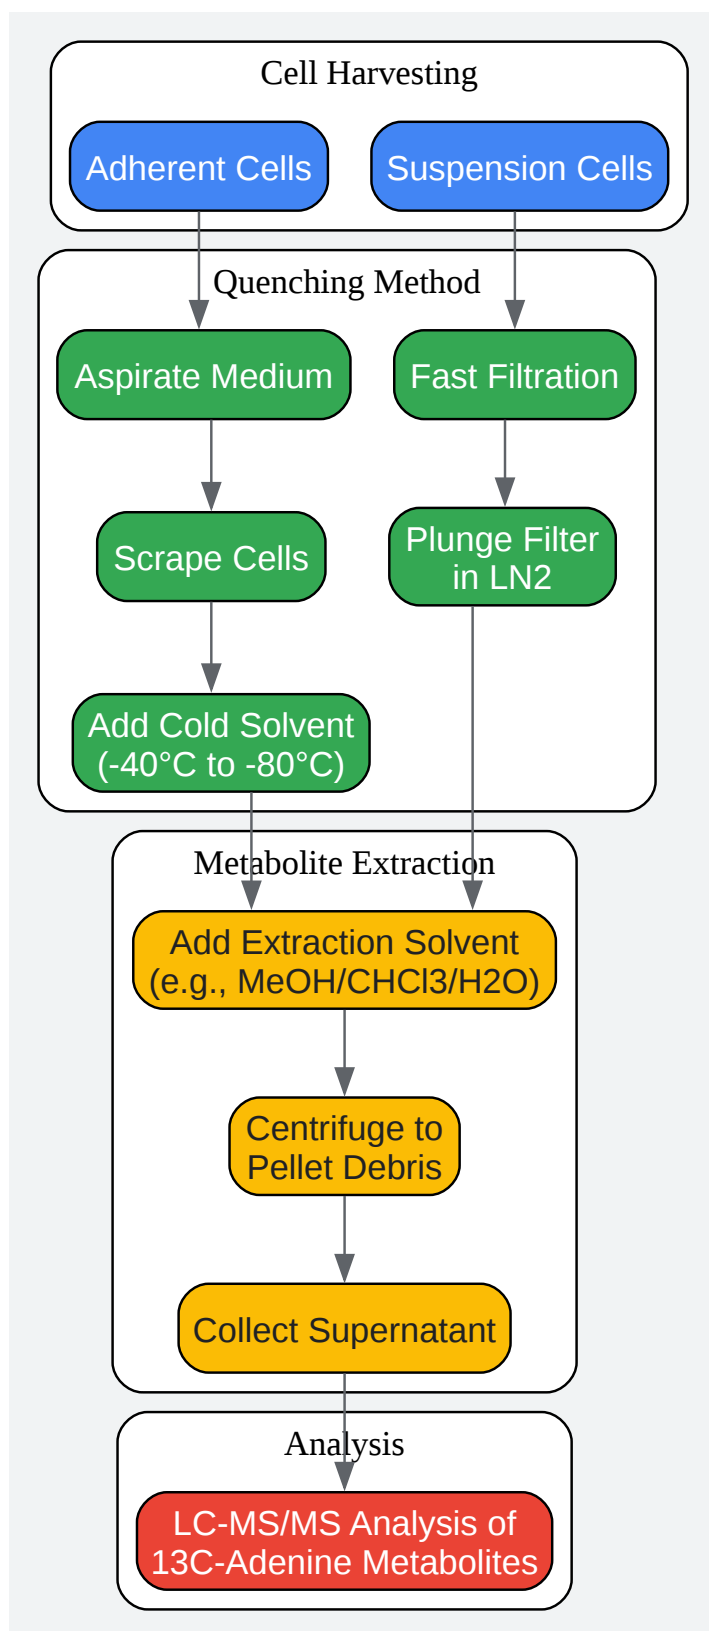 Cell Harvesting
Adherent Cells
Suspension Cells
Quenching Method
Aspirate Medium
Fast Filtration
Scrape Cells
Plunge Filter
in LN2
Add Cold Solvent
(-40°C to -80°C)
Metabolite Extraction
Add Extraction Solvent
(e.g., MeOH/CHCl3/H2O)
Centrifuge to
Pellet Debris
Collect Supernatant
Analysis
LC-MS/MS Analysis of
13C-Adenine Metabolites